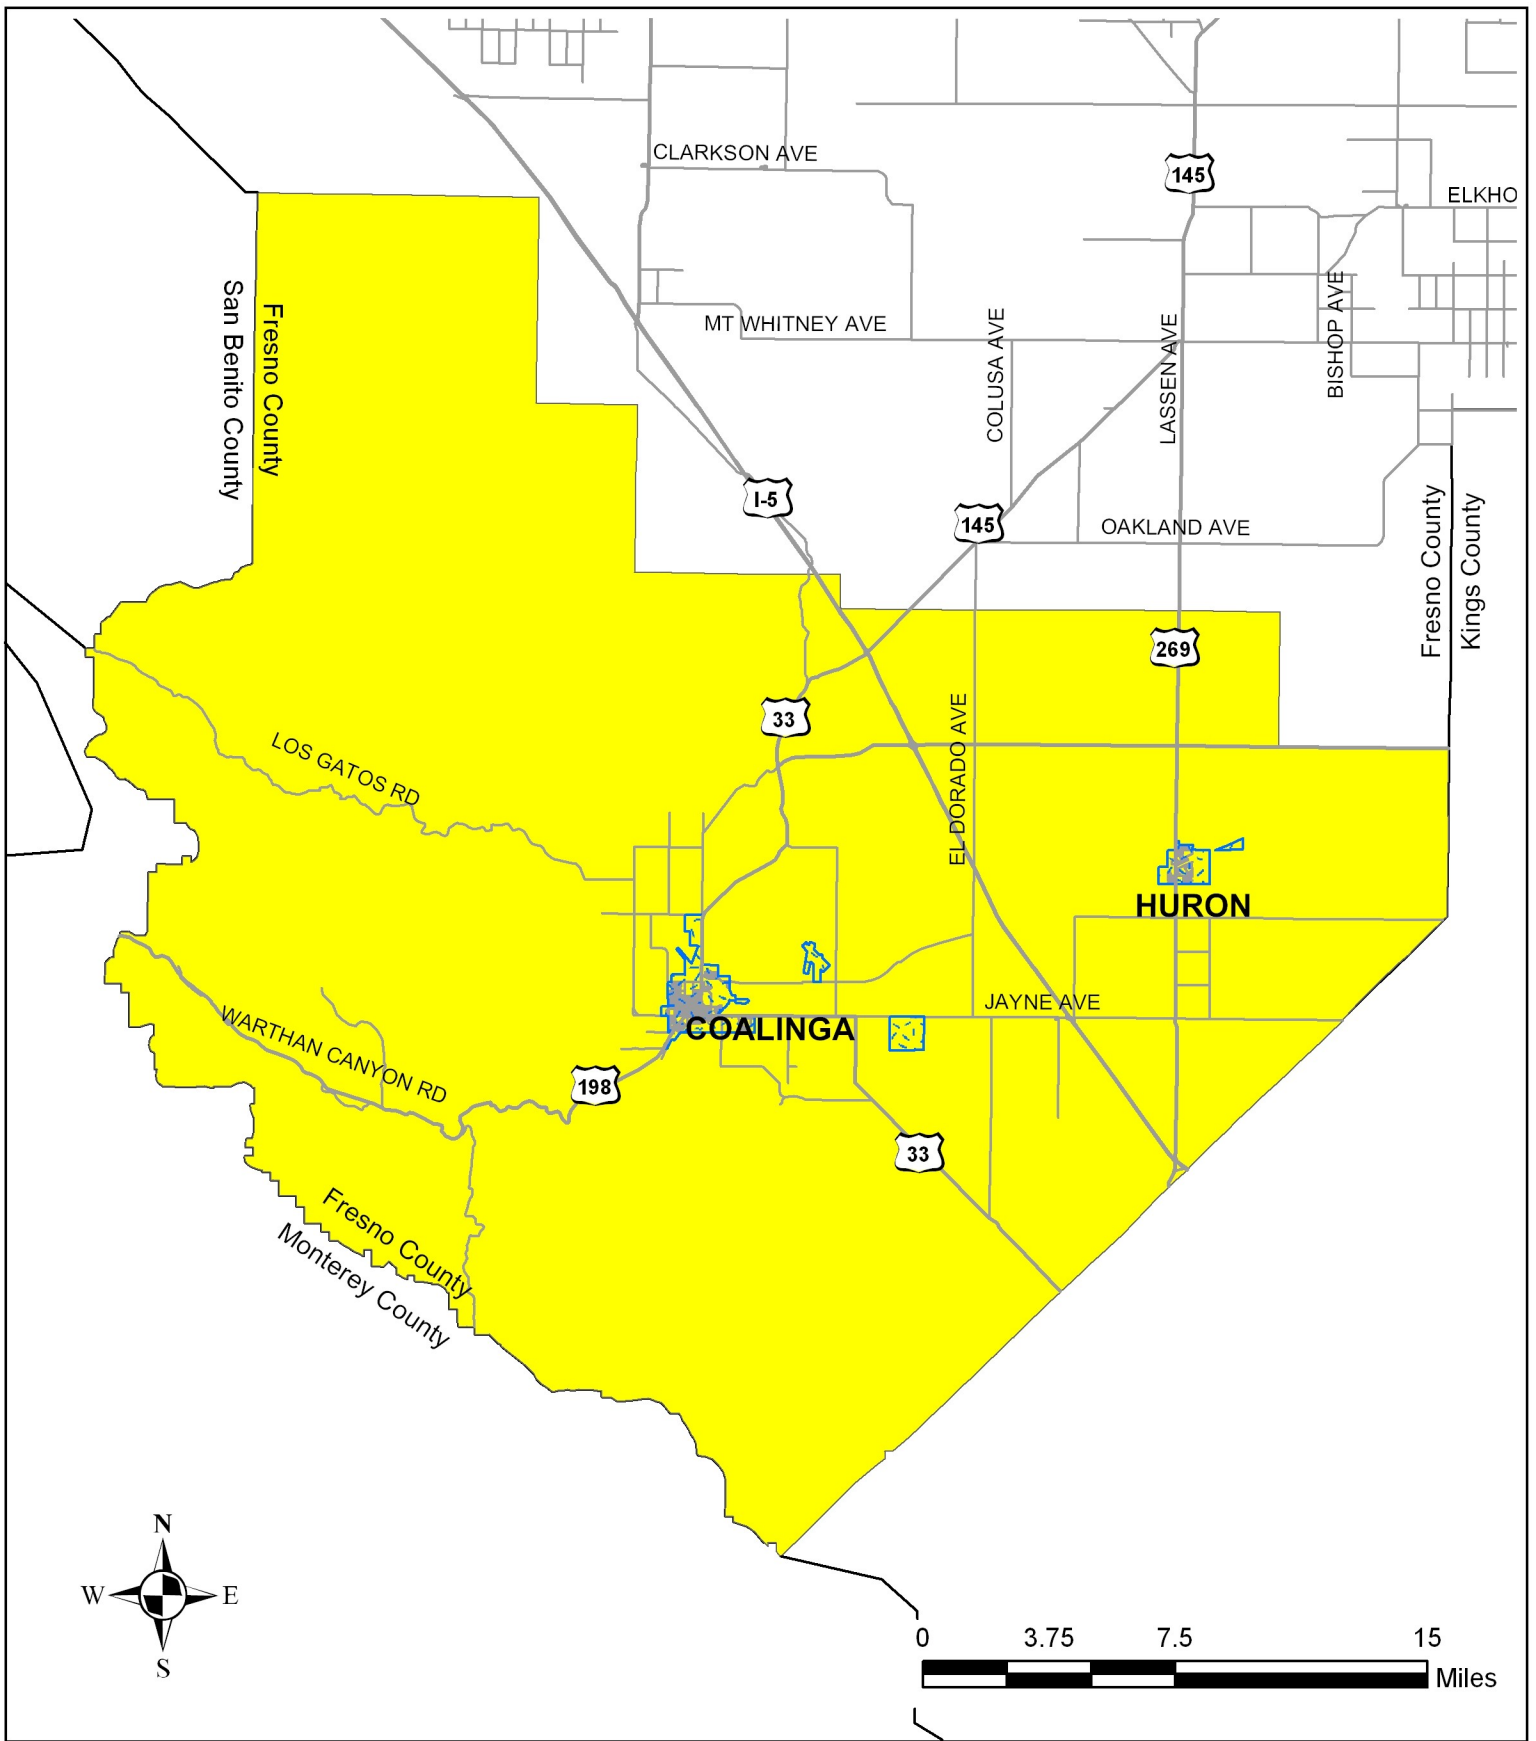 CLARKSON AVE
145
ELKHO
San Benito County
Fresno County
MT WHITNEY AVE
COLUSA AVE
LASSEN AVE
BISHOP AVE
I-5
145
OAKLAND AVE
Fresno County
Kings County
269
33
LOS GATOS RD
EL DORADO AVE
HURON
JAYNE AVE
COALINGA
WARTHAN CANYON RD
198
33
Fresno County
Monterey County
N
W
E
S
0 3.75 7.5 15
Miles